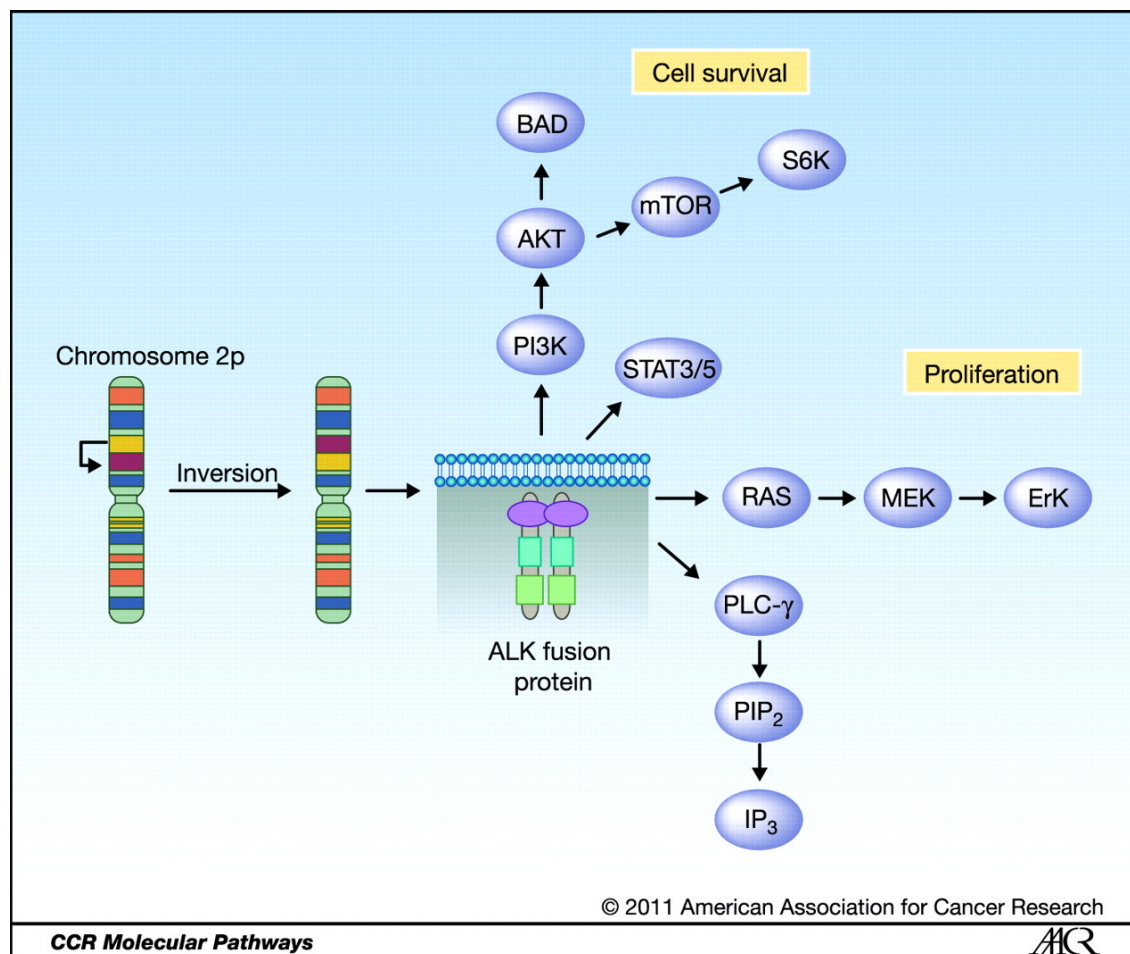 Cell survival
BAD
S6K
mTOR
AKT
PI3K
Chromosome 2p
STAT3/5
Proliferation
Inversion
RAS
MEK
ErK
PLC-γ
ALK fusion
protein
PIP₂
IP₃
© 2011 American Association for Cancer Research
CCR Molecular Pathways
AACR